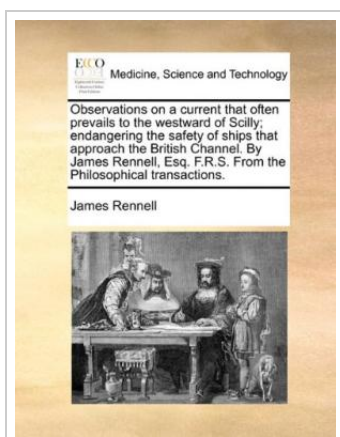 ECCO
Medicine, Science and Technology
Observations on a current that often
prevails to the westward of Scilly;
endangering the safety of ships that
approach the British Channel. By
James Rennell, Esq. F.R.S. From the
Philosophical transactions.
James Rennell